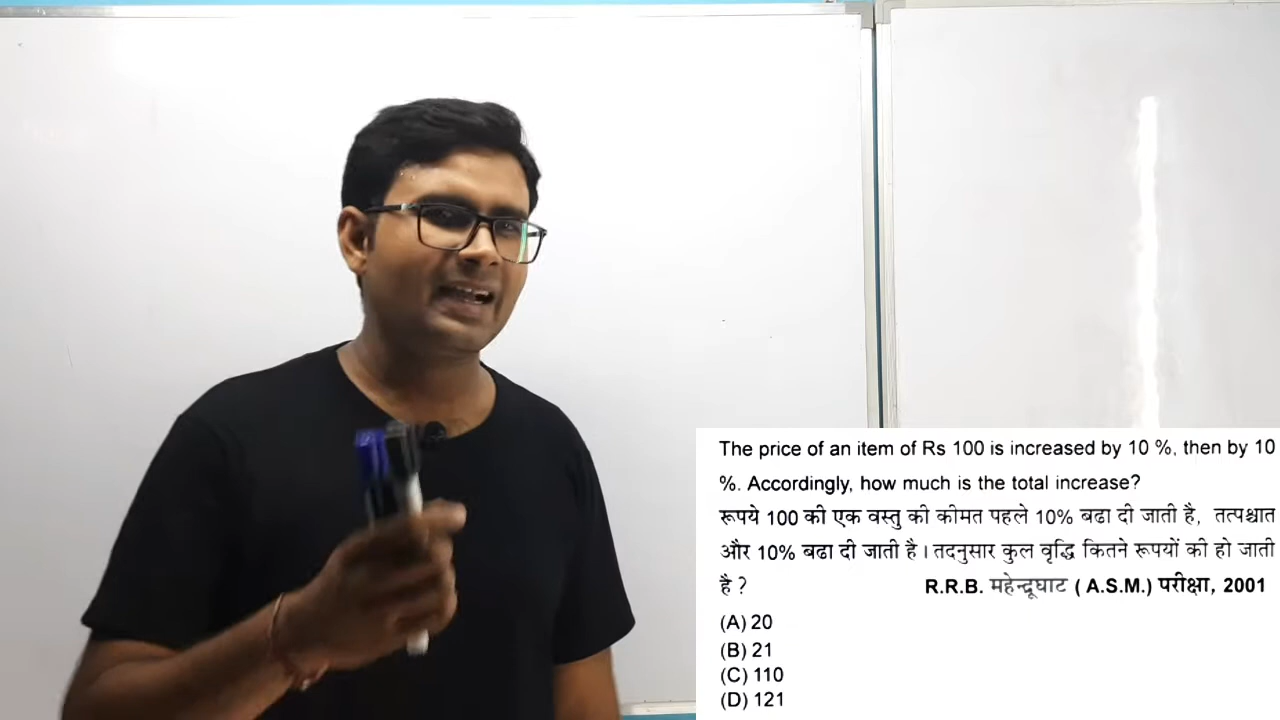 The price of an item of Rs 100 is increased by 10 %, then by 10
%. Accordingly, how much is the total increase?
रूपये 100 की एक वस्तु की कीमत पहले 10% बढा दी जाती है, तत्पश्चात
और 10% बढा दी जाती है। तदनुसार कुल वृद्धि कितने रूपयों की हो जाती
है ? R.R.B. महेन्द्रूघाट ( A.S.M.) परीक्षा, 2001
(A) 20
(B) 21
(C) 110
(D) 121